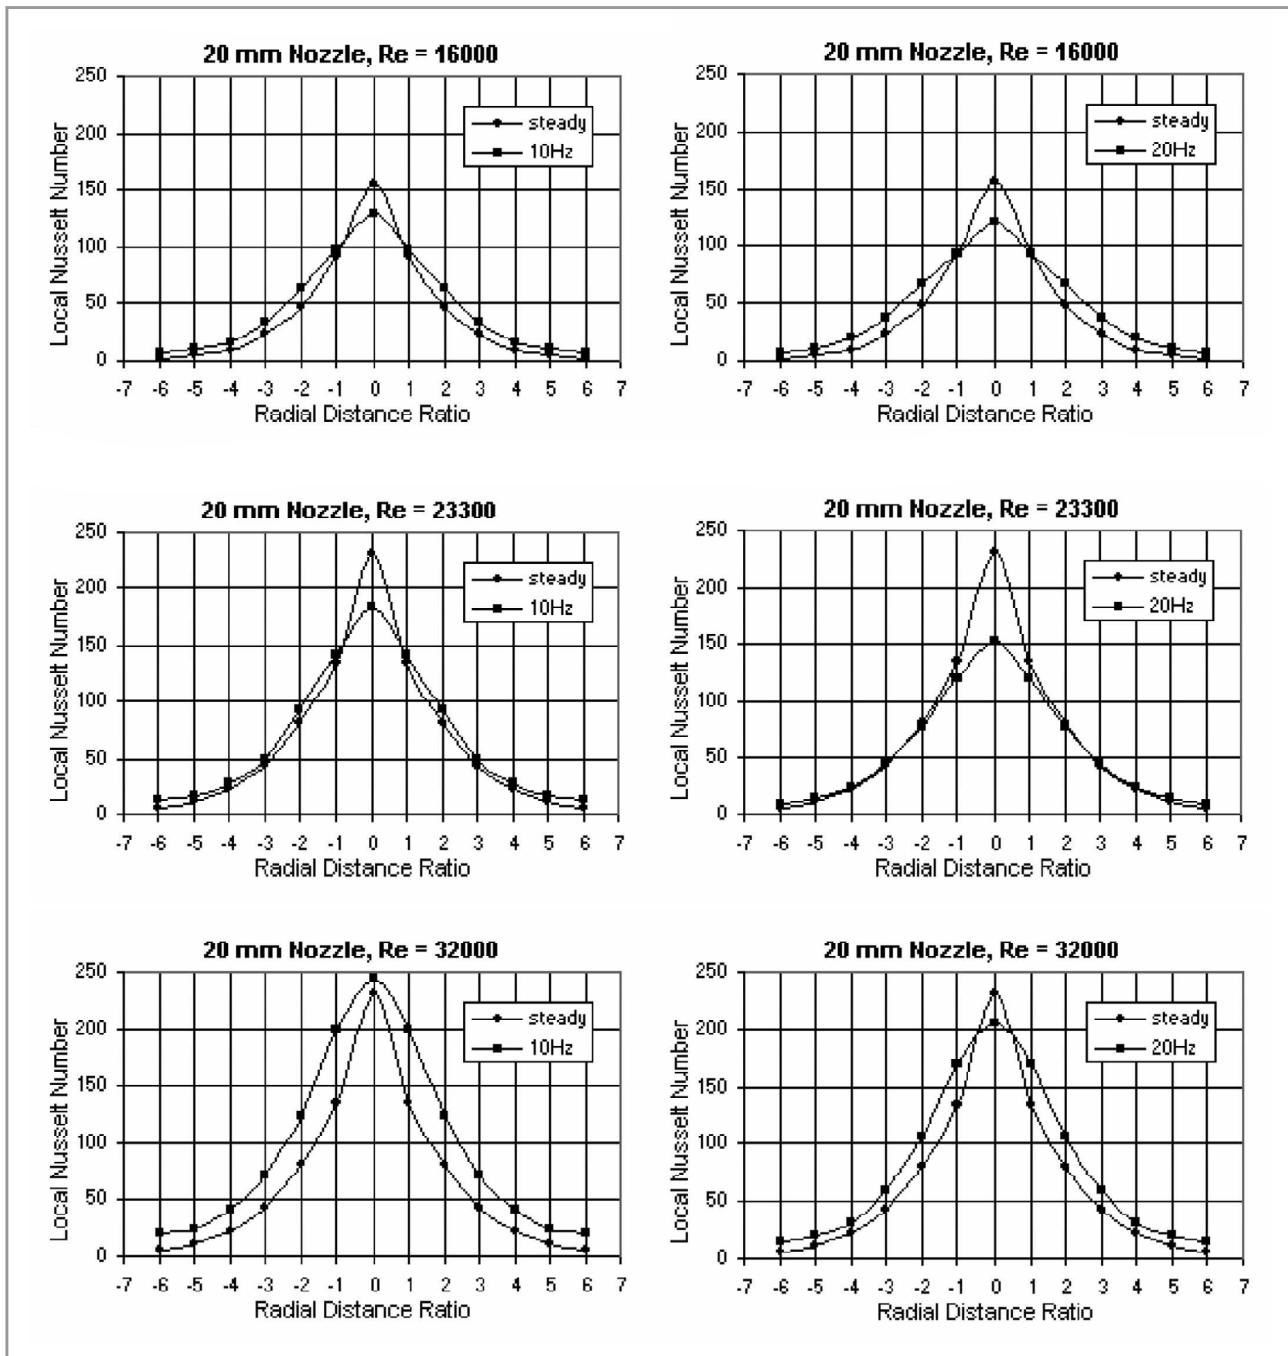 20 mm Nozzle, Re = 16000
Local Nusselt Number
250
200
150
100
50
0
steady
10Hz
-7 -6 -5 -4 -3 -2 -1 0 1 2 3 4 5 6 7
Radial Distance Ratio
20 mm Nozzle, Re = 16000
Local Nusselt Number
250
200
150
100
50
0
steady
20Hz
-7 -6 -5 -4 -3 -2 -1 0 1 2 3 4 5 6 7
Radial Distance Ratio
20 mm Nozzle, Re = 23300
Local Nusselt Number
250
200
150
100
50
0
steady
10Hz
-7 -6 -5 -4 -3 -2 -1 0 1 2 3 4 5 6 7
Radial Distance Ratio
20 mm Nozzle, Re = 23300
Local Nusselt Number
250
200
150
100
50
0
steady
20Hz
-7 -6 -5 -4 -3 -2 -1 0 1 2 3 4 5 6 7
Radial Distance Ratio
20 mm Nozzle, Re = 32000
Local Nusselt Number
250
200
150
100
50
0
steady
10Hz
-7 -6 -5 -4 -3 -2 -1 0 1 2 3 4 5 6 7
Radial Distance Ratio
20 mm Nozzle, Re = 32000
Local Nusselt Number
250
200
150
100
50
0
steady
20Hz
-7 -6 -5 -4 -3 -2 -1 0 1 2 3 4 5 6 7
Radial Distance Ratio